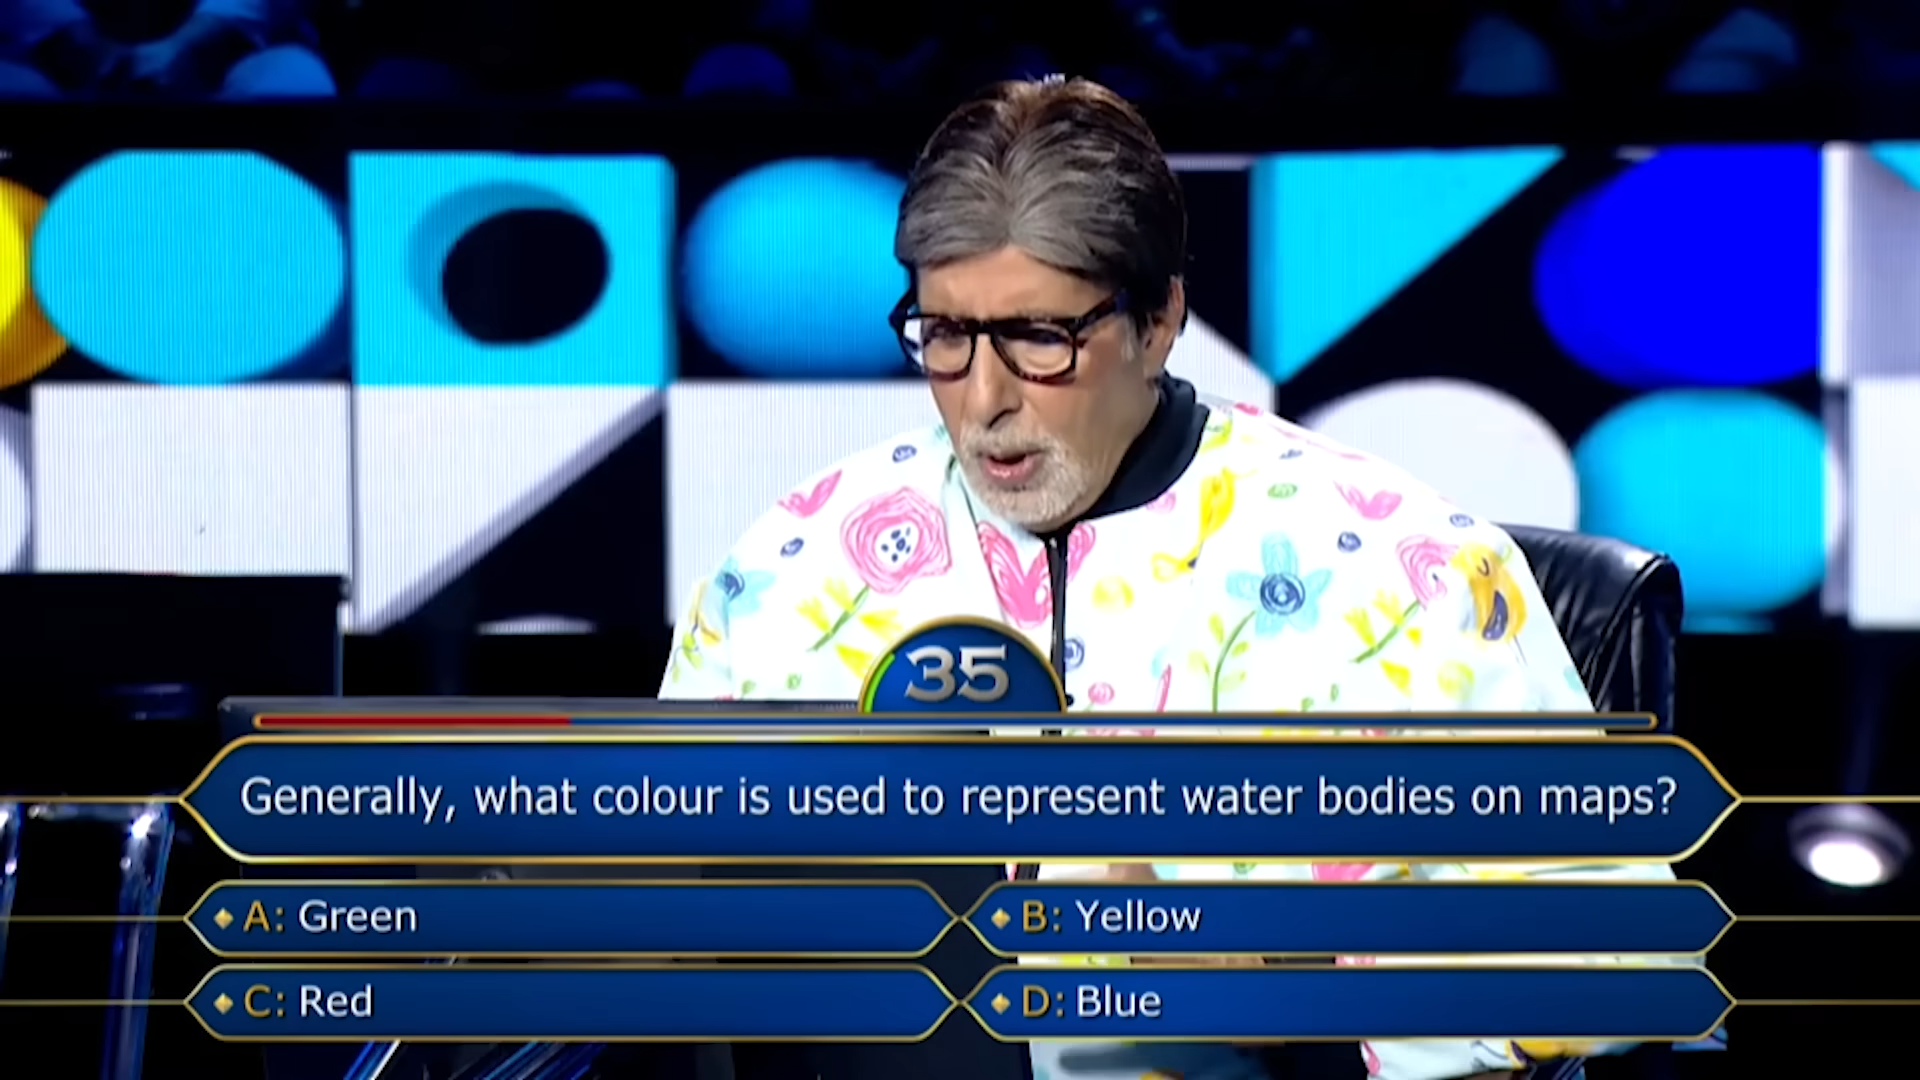 35
Generally, what colour is used to represent water bodies on maps?
A: Green
B: Yellow
C: Red
D: Blue